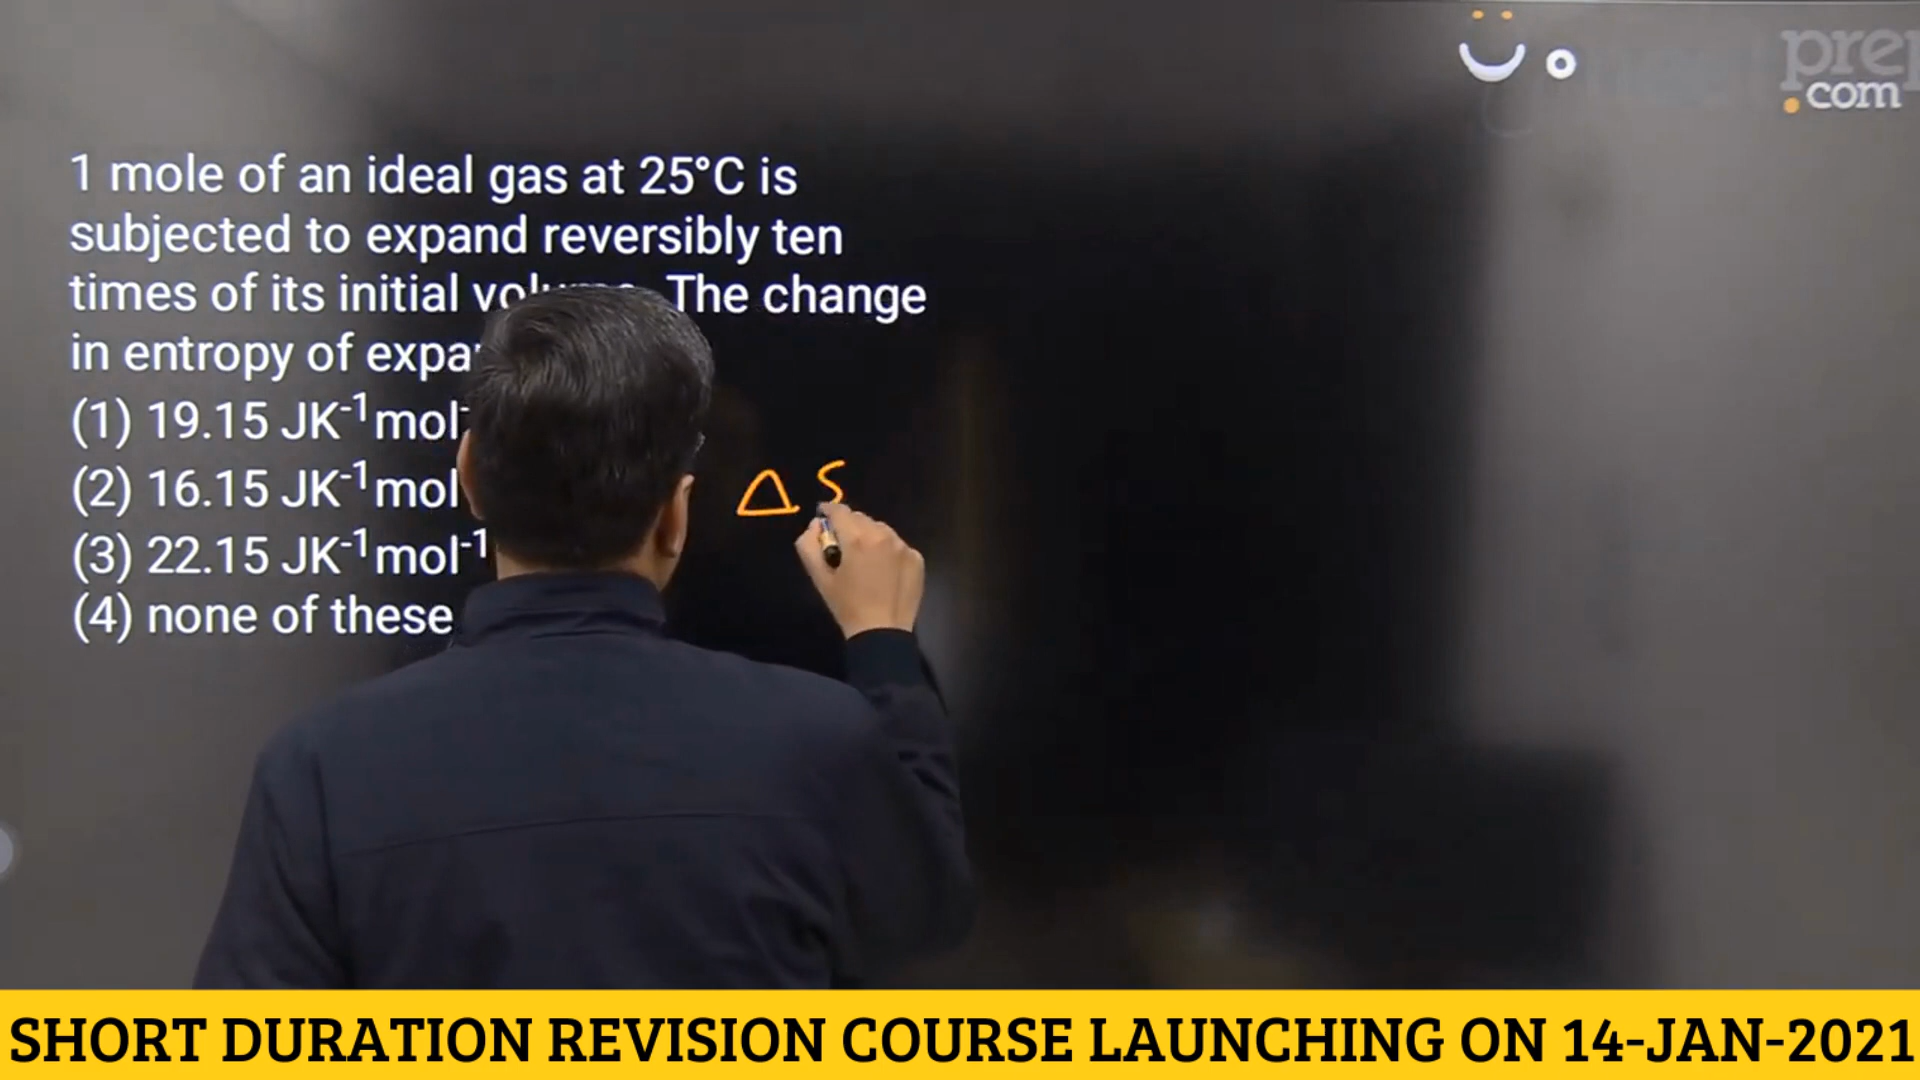 prep
.com
1 mole of an ideal gas at 25°C is
subjected to expand reversibly ten
times of its initial The change
in entropy of
(1) 19.15 JK⁻¹mol⁻
(2) 16.15 JK⁻¹mol
(3) 22.15 JK⁻¹mol⁻¹
(4) none of these
Δ S
SHORT DURATION REVISION COURSE LAUNCHING ON 14-JAN-2021